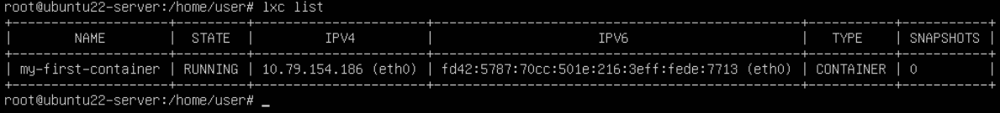 root@ubuntu22-server:/home/user# lxc list
+--------------------+---------+----------------------+-----------------------------------------------+-----------+-----------+
| NAME | STATE | IPV4 | IPV6 | TYPE | SNAPSHOTS |
+--------------------+---------+----------------------+-----------------------------------------------+-----------+-----------+
| my-first-container | RUNNING | 10.79.154.186 (eth0) | fd42:5787:70cc:501e:216:3eff:fede:7713 (eth0) | CONTAINER | 0 |
+--------------------+---------+----------------------+-----------------------------------------------+-----------+-----------+
root@ubuntu22-server:/home/user# _